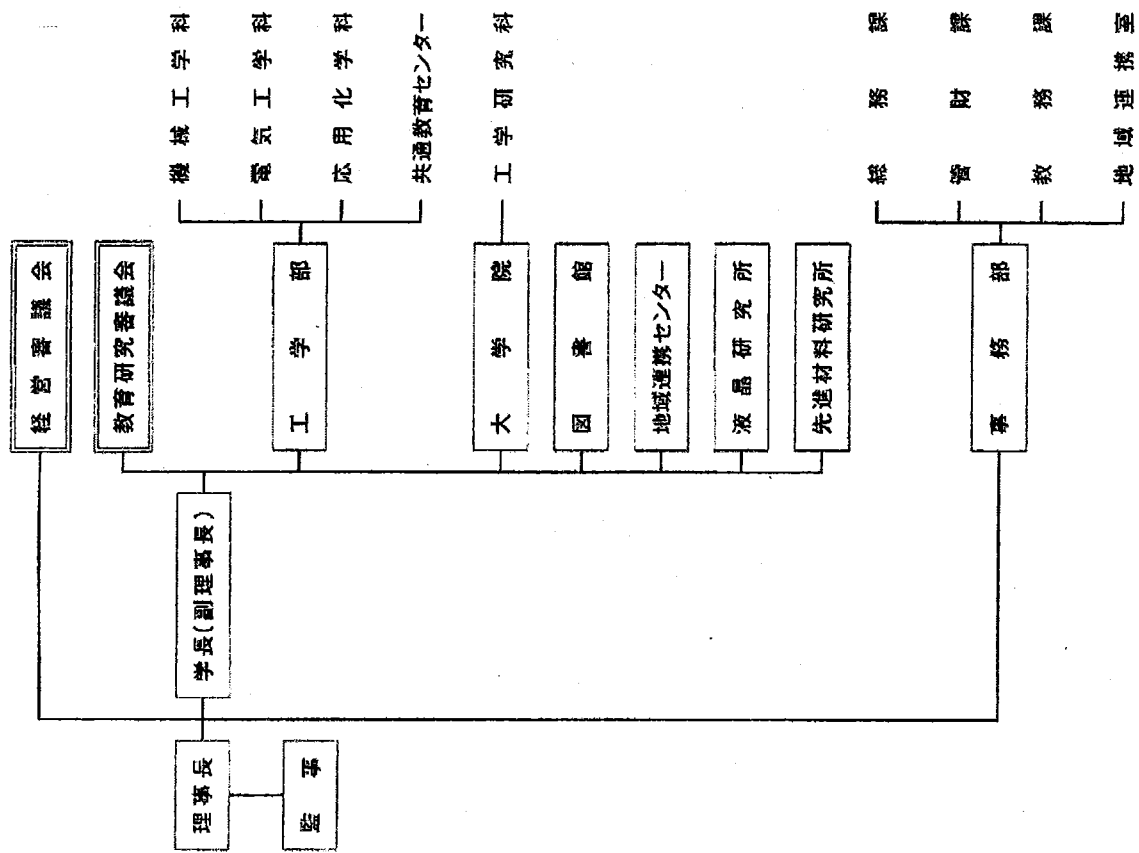 理事長
監事
学長(副理事長)
経営審議会
教育研究審議会
工学部
機械工学科
電気工学科
応用化学科
共通教育センター
大学院
工学研究科
図書館
地域連携センター
液晶研究所
先進材料研究所
事務部
総務課
管財課
教務課
地域連携室